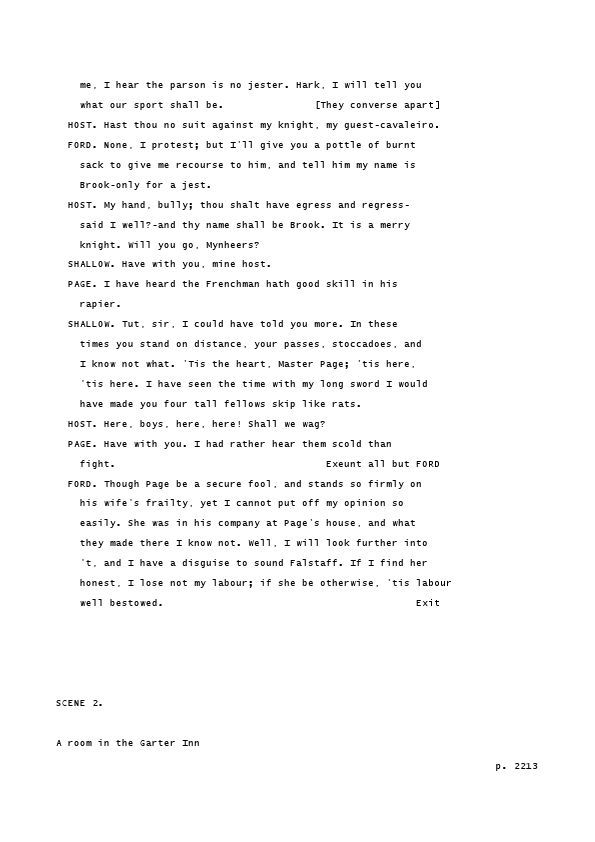 me, I hear the parson is no jester. Hark, I will tell you
what our sport shall be. [They converse apart]
HOST. Hast thou no suit against my knight, my guest-cavaleiro.
FORD. None, I protest; but I'll give you a pottle of burnt
sack to give me recourse to him, and tell him my name is
Brook-only for a jest.
HOST. My hand, bully; thou shalt have egress and regress-
said I well?-and thy name shall be Brook. It is a merry
knight. Will you go, Mynheers?
SHALLOW. Have with you, mine host.
PAGE. I have heard the Frenchman hath good skill in his
rapier.
SHALLOW. Tut, sir, I could have told you more. In these
times you stand on distance, your passes, stoccadoes, and
I know not what. 'Tis the heart, Master Page; 'tis here,
'tis here. I have seen the time with my long sword I would
have made you four tall fellows skip like rats.
HOST. Here, boys, here, here! Shall we wag?
PAGE. Have with you. I had rather hear them scold than
fight. Exeunt all but FORD
FORD. Though Page be a secure fool, and stands so firmly on
his wife's frailty, yet I cannot put off my opinion so
easily. She was in his company at Page's house, and what
they made there I know not. Well, I will look further into
't, and I have a disguise to sound Falstaff. If I find her
honest, I lose not my labour; if she be otherwise, 'tis labour
well bestowed. Exit
SCENE 2.
A room in the Garter Inn
p. 2213